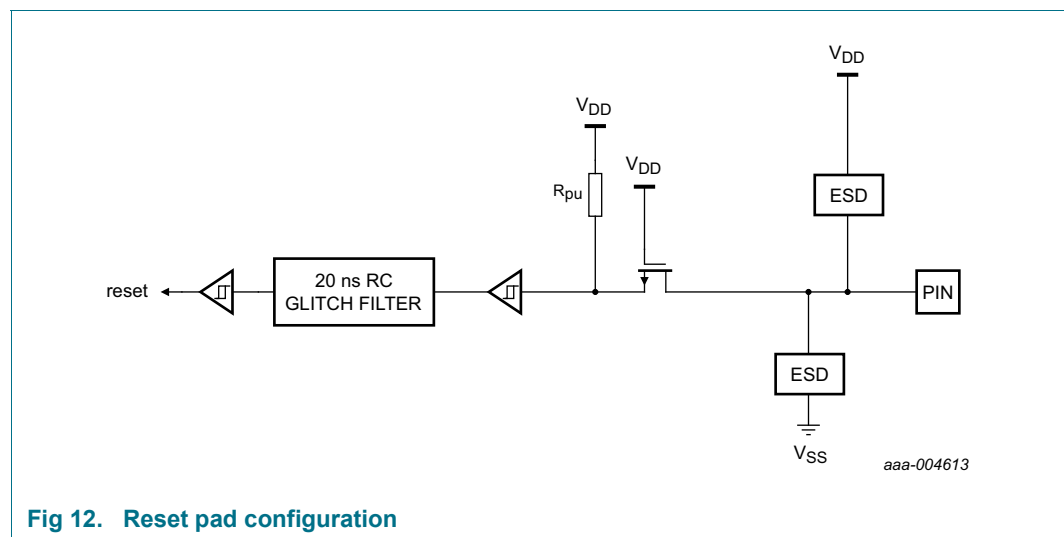 VDD
VDD
VDD
Rpu
ESD
reset
20 ns RC
GLITCH FILTER
PIN
ESD
VSS
aaa-004613
Fig 12. Reset pad configuration